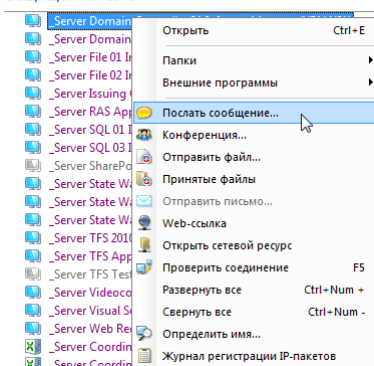 _Server Domain
Открыть Ctrl+E
_Server Domain
_Server File 01 I
Папки
_Server File 02 I
Внешние программы
_Server Issuing
_Server RAS Ap
Послать сообщение...
_Server SQL 01
Конференция...
_Server SQL 03
Отправить файл...
_Server SharePo
Принятые файлы
_Server State W
Отправить письмо...
_Server State W
Web-ссылка
_Server State W
Открыть сетевой ресурс
_Server TFS 2010
Проверить соединение F5
_Server TFS App
_Server TFS Test
Развернуть все Ctrl+Num +
_Server Videoco
Свернуть все Ctrl+Num -
_Server Visual S
Определить имя...
_Server Web Re
Журнал регистрации IP-пакетов
_Server Coordin
_Server Coordin